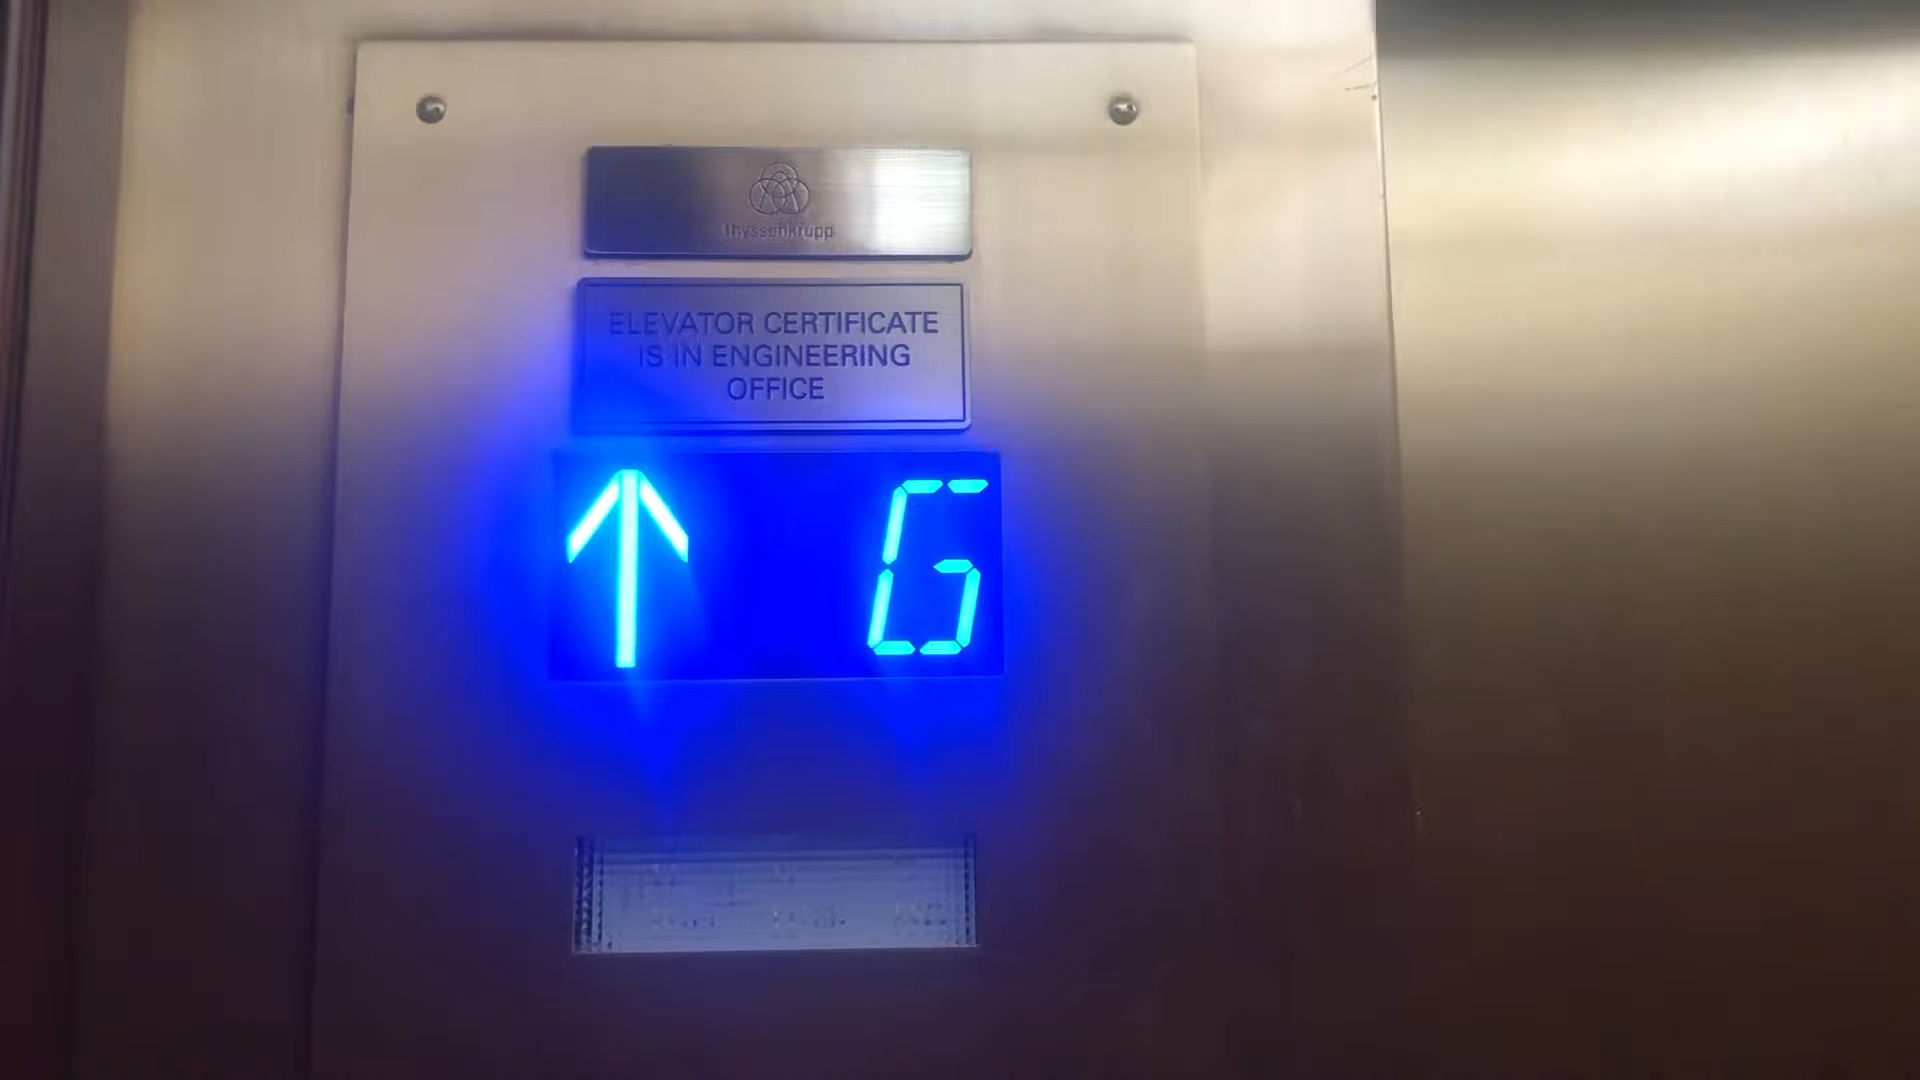 thyssenkrupp
ELEVATOR CERTIFICATE
IS IN ENGINEERING
OFFICE
↑ G